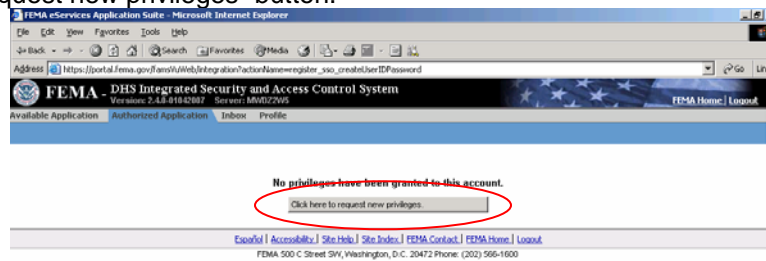 quest new privileges" button.
FEMA eServices Application Suite - Microsoft Internet Explorer
File Edit View Favorites Tools Help
Back Search Favorites Media
Address https://portal.fema.gov/famsVuWeb/integration?actionName=register_sso_createUserIDPassword Go Lin
FEMA - DHS Integrated Security and Access Control System
Version: 2.4.0-01042007 Server: MWDZ2WS
FEMA Home | Logout
Available Application Authorized Application Inbox Profile
No privileges have been granted to this account.
Click here to request new privileges.
Español | Accessibility | Site Help | Site Index | FEMA Contact | FEMA Home | Logout
FEMA 500 C Street SW, Washington, D.C. 20472 Phone: (202) 566-1600